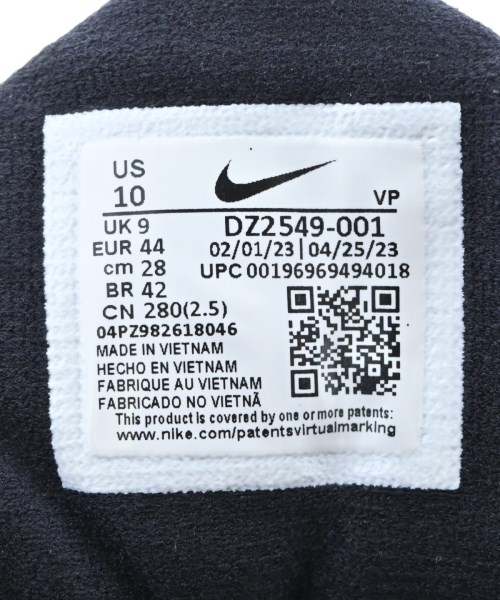 US
10
VP
UK 9
DZ2549-001
EUR 44
02/01/23 | 04/25/23
cm 28
UPC 00196969494018
BR 42
CN 280(2.5)
04PZ982618046
MADE IN VIETNAM
HECHO EN VIETNAM
FABRIQUE AU VIETNAM
FABRICADO NO VIETNÃ
This product is covered by one or more patents:
www.nike.com/patentsvirtualmarking